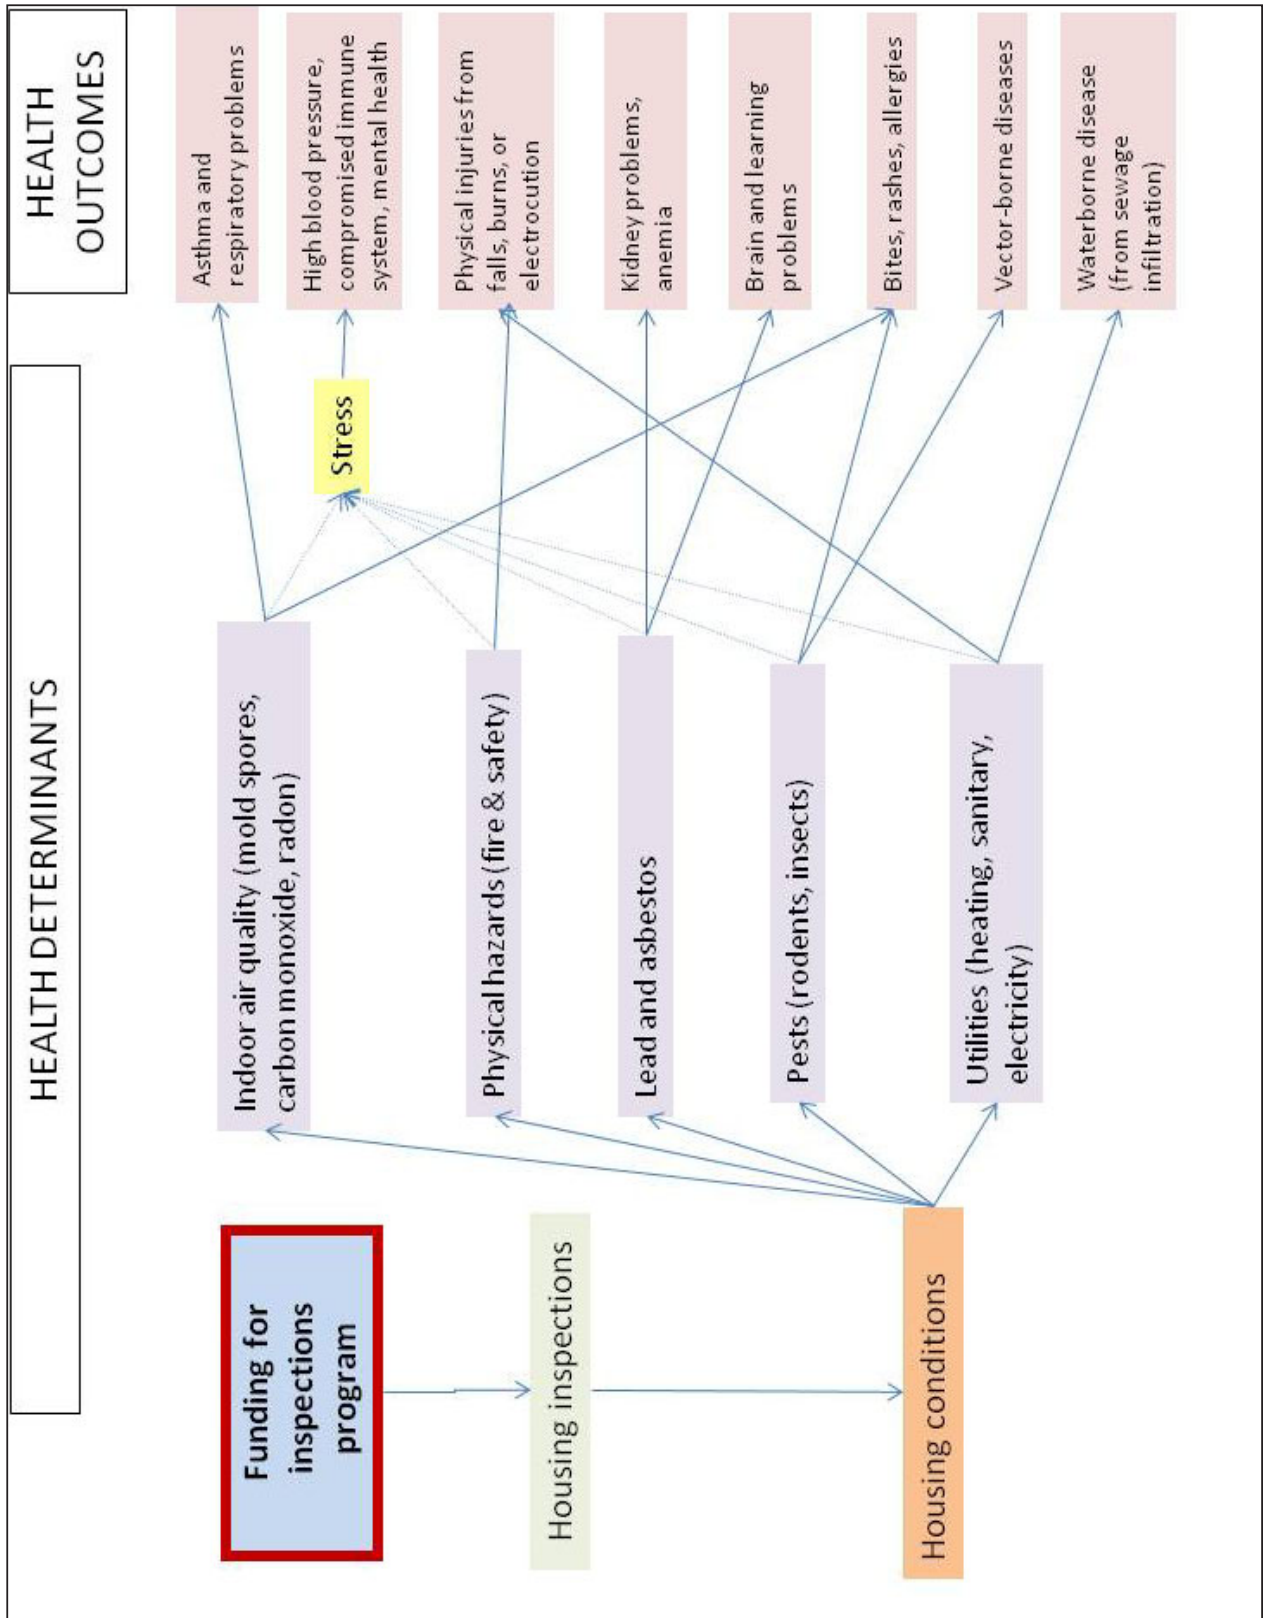 HEALTH DETERMINANTS
HEALTH
OUTCOMES
Funding for
inspections
program
Housing inspections
Housing conditions
Indoor air quality (mold spores,
carbon monoxide, radon)
Physical hazards (fire & safety)
Lead and asbestos
Pests (rodents, insects)
Utilities (heating, sanitary,
electricity)
Stress
Asthma and
respiratory problems
High blood pressure,
compromised immune
system, mental health
Physical injuries from
falls, burns, or
electrocution
Kidney problems,
anemia
Brain and learning
problems
Bites, rashes, allergies
Vector-borne diseases
Waterborne disease
(from sewage
infiltration)